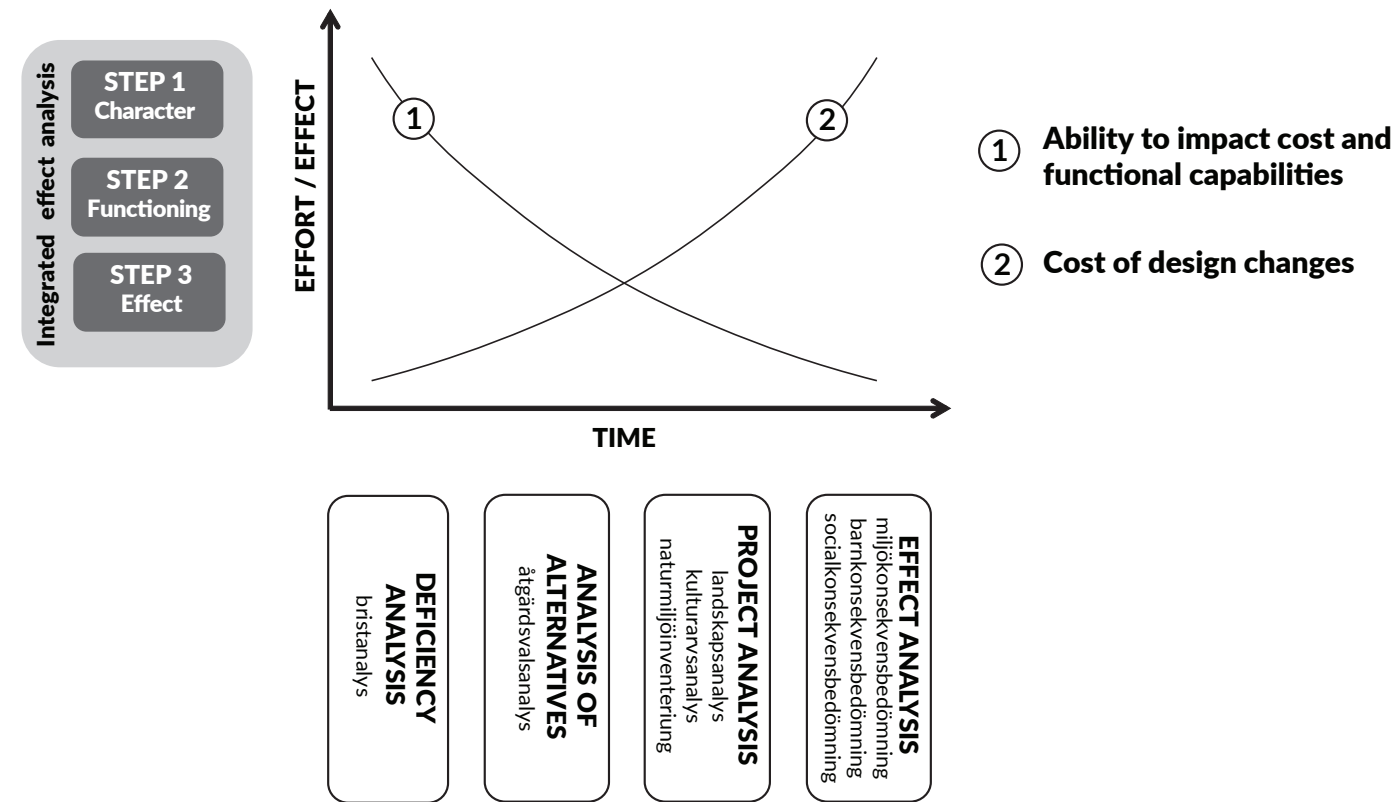 Integrated effect analysis
STEP 1
Character
STEP 2
Functioning
STEP 3
Effect
EFFORT / EFFECT
1
2
TIME
1
Ability to impact cost and
functional capabilities
2
Cost of design changes
DEFICIENCY
ANALYSIS
bristanalys
ANALYSIS OF
ALTERNATIVES
åtgärdsvalsanalys
PROJECT ANALYSIS
landskapsanalys
kulturarvsanalys
naturmiljöinventeriung
EFFECT ANALYSIS
miljökonsekvensbedömning
barnkonsekvensbedömning
socialkonsekvensbedömning